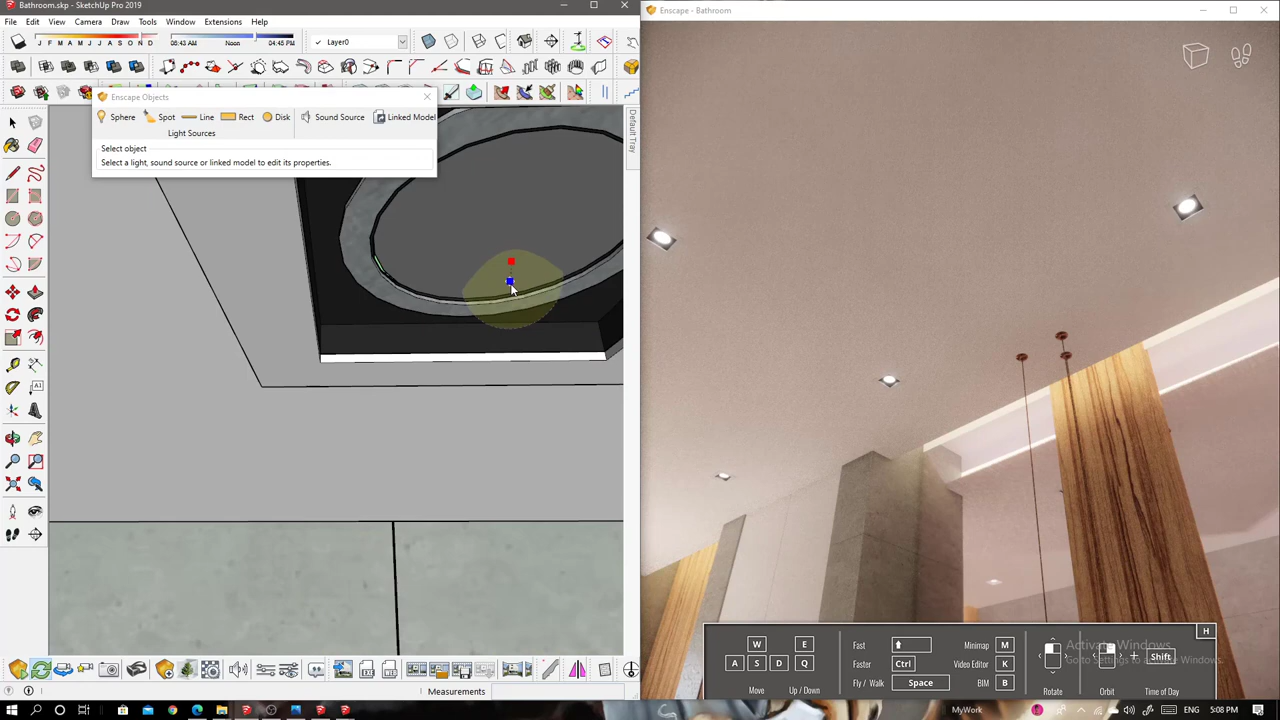 Bathroom.skp - SketchUp Pro 2019
File Edit View Camera Draw Tools Window Extensions Help
J F M A M J J A S O N D
06:43 AM Noon 04:45 PM
Layer0
Enscape Objects
Sphere Spot Line Rect Disk Sound Source Linked Model
Light Sources
Select object
Select a light, sound source or linked model to edit its properties.
Default Tray
Measurements
Enscape - Bathroom
H
W E Fast Minimap M
A S D Q Faster Ctrl Video Editor K Shift
Move Up / Down Fly / Walk Space BIM B Rotate Orbit Time of Day
Activate Windows
Go to Settings to activate Windows.
MyWork ENG 5:08 PM